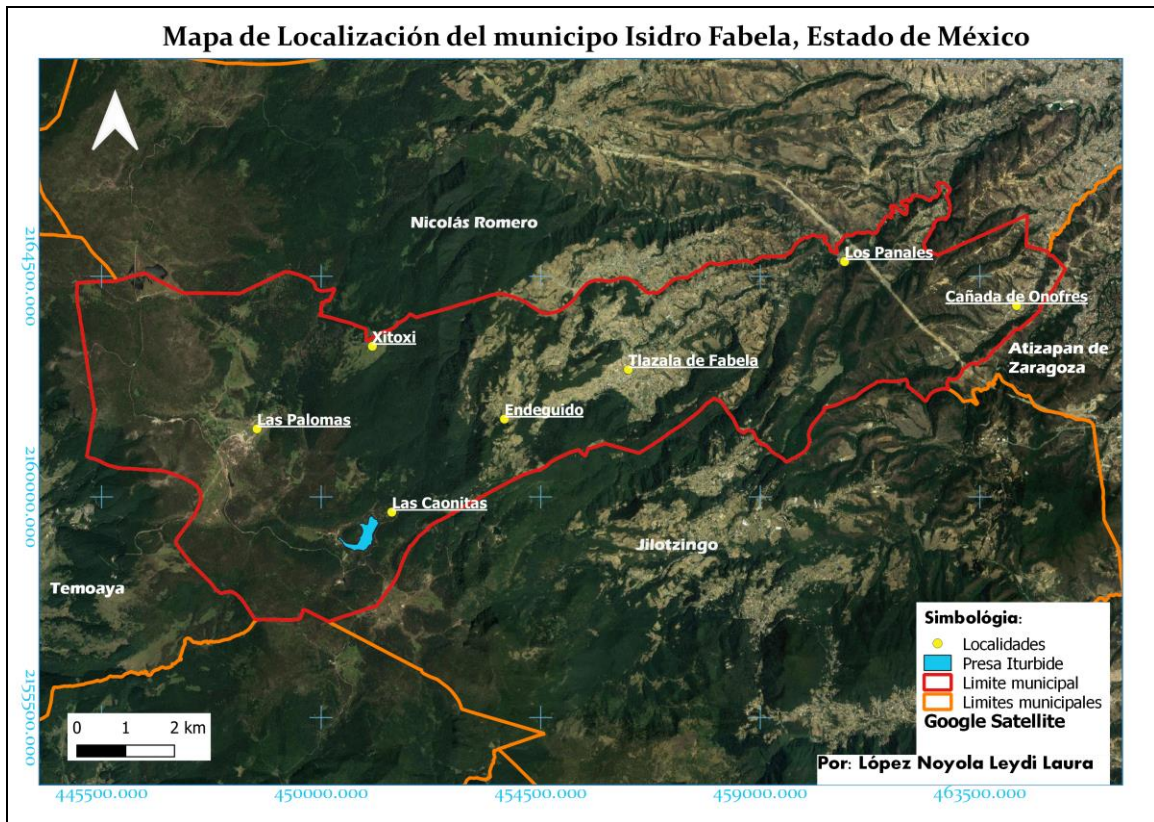 Mapa de Localización del municipo Isidro Fabela, Estado de México
Nicolás Romero
2164500.000
Los Panales
Cañada de Onofres
Xitoxi
Atizapan de
Zaragoza
Tlazala de Fabela
Endeguido
Las Palomas
2160000.000
Las Caonitas
Jilotzingo
Temoaya
2155500.000
Simbológia:
Localidades
Presa Iturbide
Limite municipal
Limites municipales
Google Satellite
0 1 2 km
Por: López Noyola Leydi Laura
445500.000 450000.000 454500.000 459000.000 463500.000